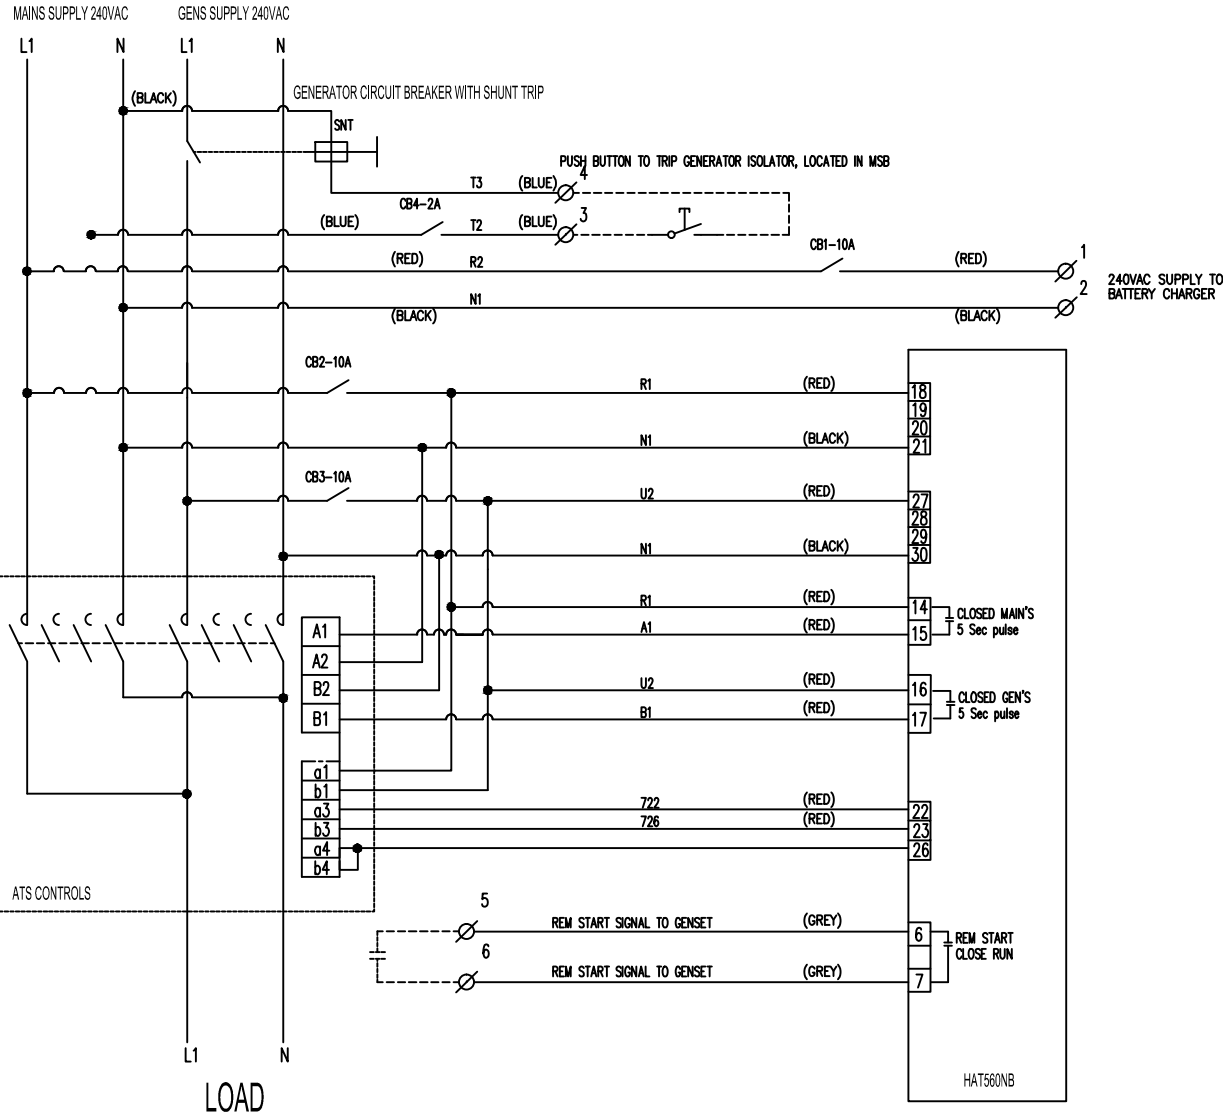 MAINS SUPPLY 240VAC
GENS SUPPLY 240VAC
L1
N
L1
N
(BLACK)
GENERATOR CIRCUIT BREAKER WITH SHUNT TRIP
SNT
PUSH BUTTON TO TRIP GENERATOR ISOLATOR, LOCATED IN MSB
T3
(BLUE)
4
CB4-2A
(BLUE)
T2
(BLUE)
3
CB1-10A
(RED)
R2
(RED)
1
240VAC SUPPLY TO
BATTERY CHARGER
N1
(BLACK)
(BLACK)
2
CB2-10A
R1
(RED)
18
19
20
N1
(BLACK)
21
CB3-10A
U2
(RED)
27
28
29
N1
(BLACK)
30
R1
(RED)
14
CLOSED MAIN'S
5 Sec pulse
A1
A1
(RED)
15
A2
B2
U2
(RED)
16
CLOSED GEN'S
5 Sec pulse
B1
B1
(RED)
17
a1
b1
a3
722
(RED)
22
b3
726
(RED)
23
a4
26
b4
ATS CONTROLS
5
REM START SIGNAL TO GENSET
(GREY)
6
REM START
CLOSE RUN
6
REM START SIGNAL TO GENSET
(GREY)
7
L1
N
LOAD
HAT560NB